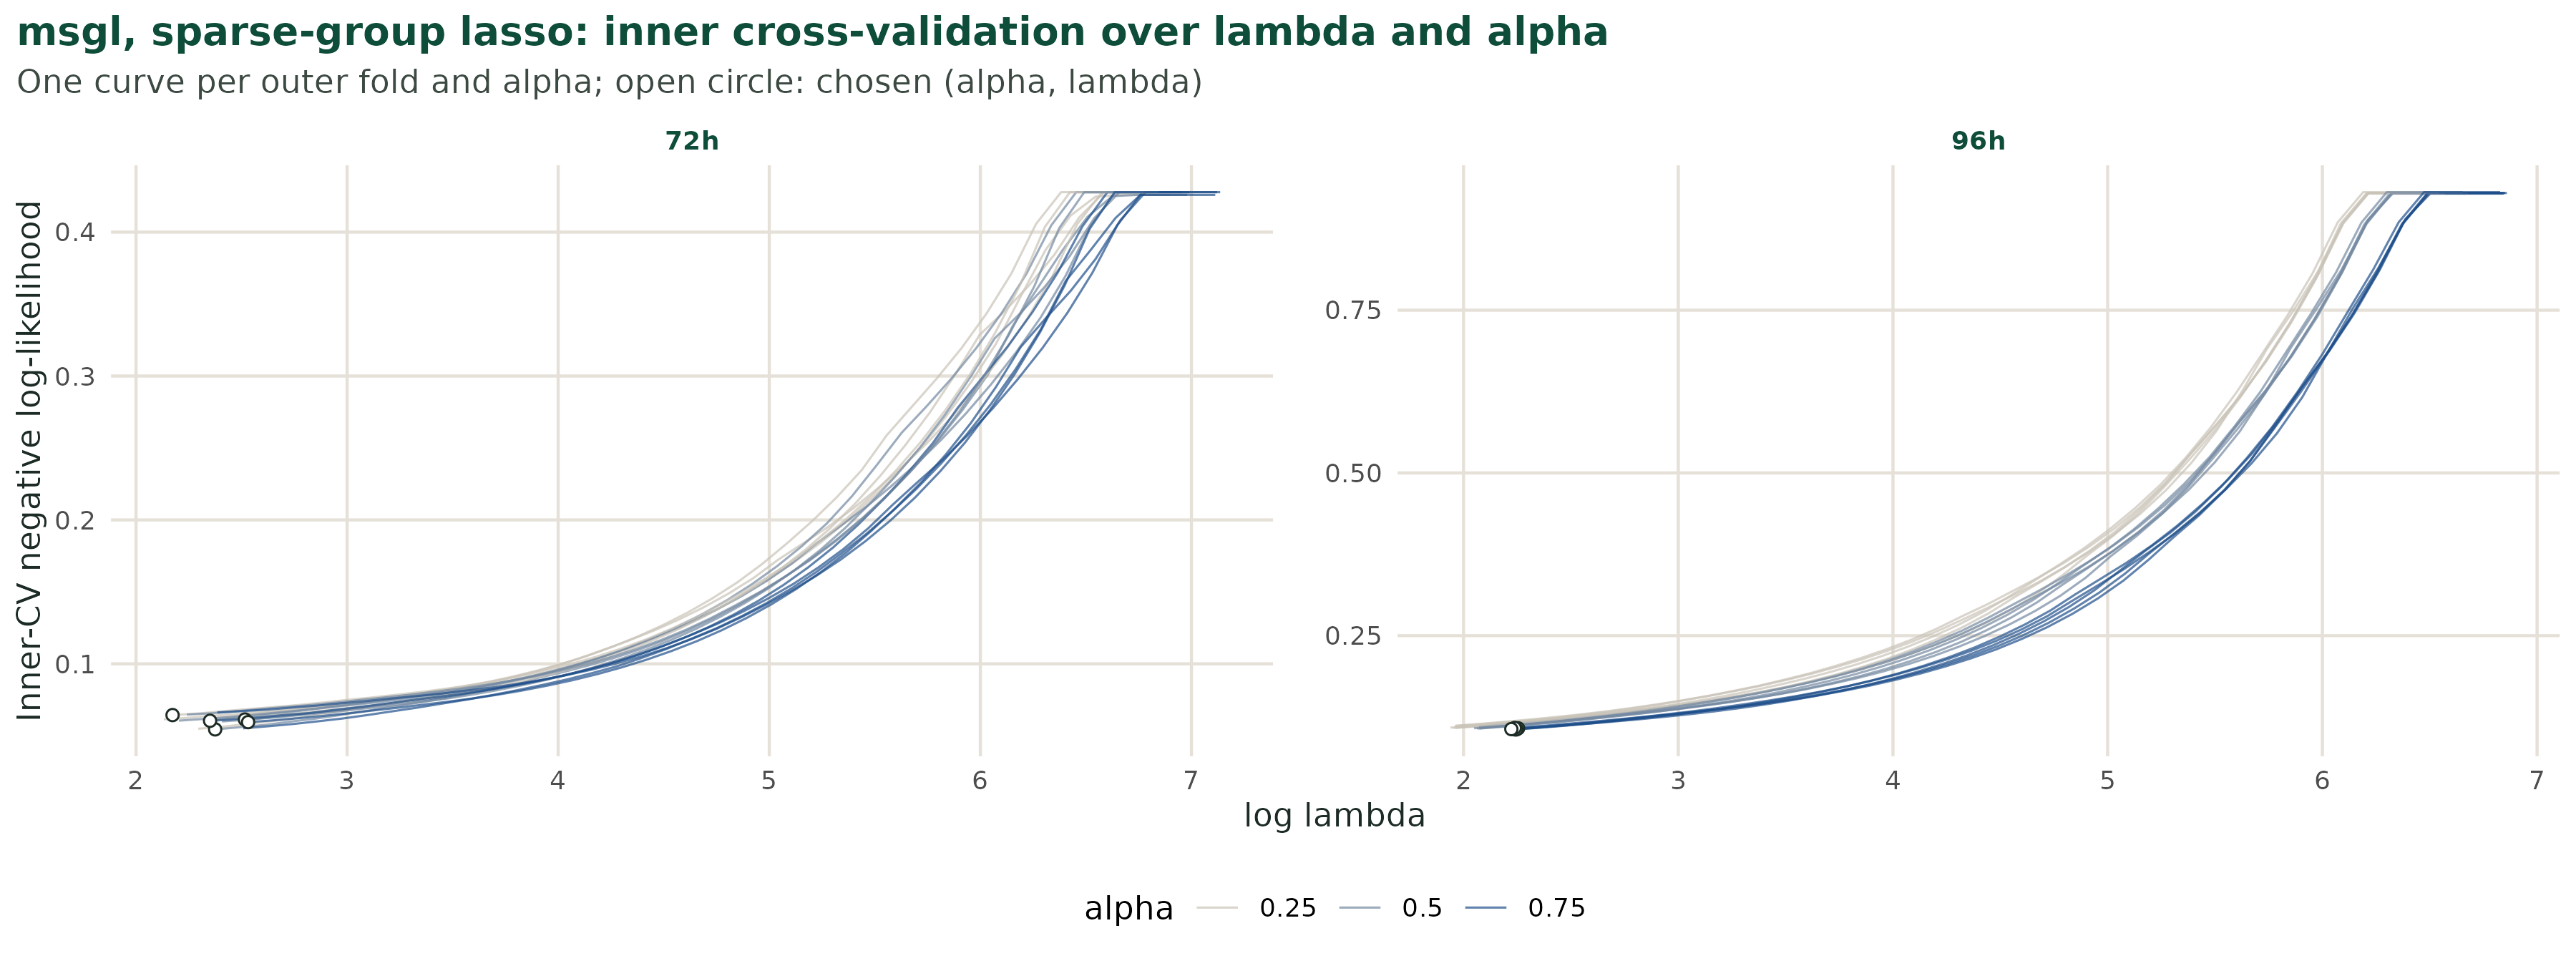 msgl, sparse-group lasso: inner cross-validation over lambda and alpha
One curve per outer fold and alpha; open circle: chosen (alpha, lambda)
72h
96h
Inner-CV negative log-likelihood
0.4
0.3
0.2
0.1
0.75
0.50
0.25
2 3 4 5 6 7
2 3 4 5 6 7
log lambda
alpha 0.25 0.5 0.75